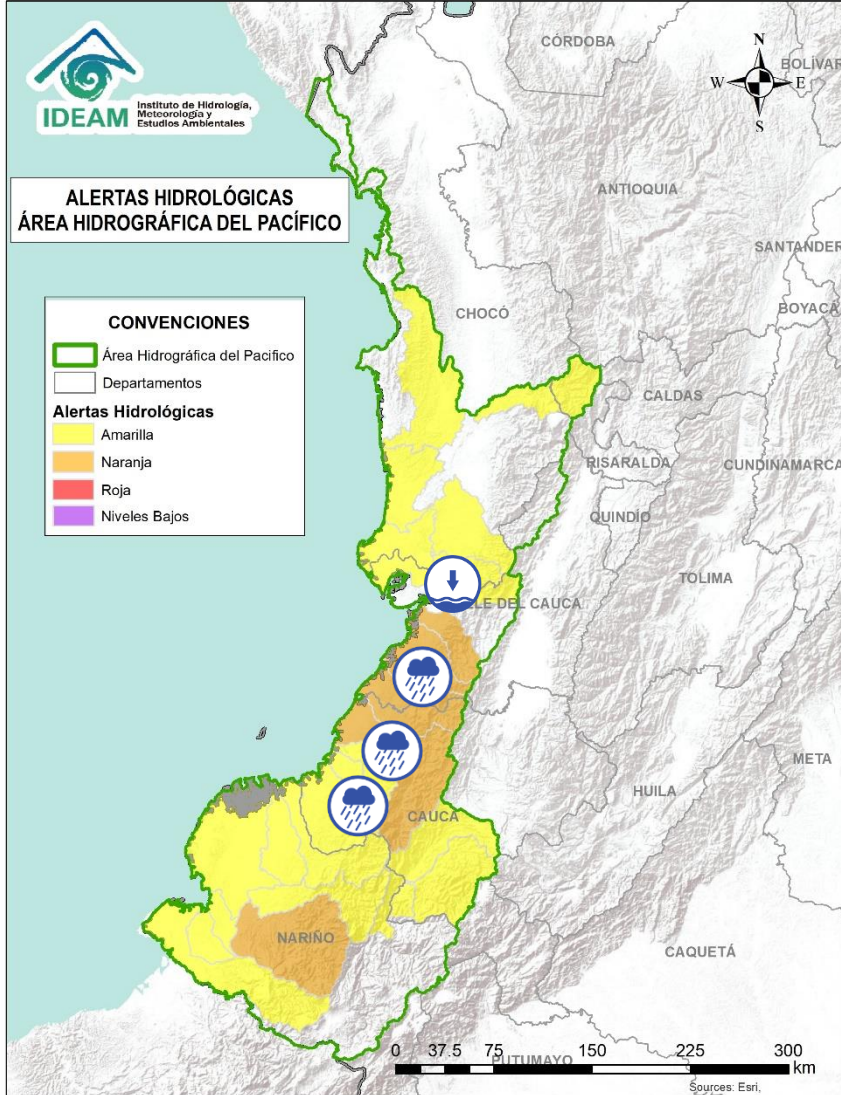 IDEAM
Instituto de Hidrología,
Meteorología y
Estudios Ambientales
ALERTAS HIDROLÓGICAS
ÁREA HIDROGRÁFICA DEL PACÍFICO
CONVENCIONES
Área Hidrográfica del Pacifico
Departamentos
Alertas Hidrológicas
Amarilla
Naranja
Roja
Niveles Bajos
N
W
E
S
CÓRDOBA
BOLÍVAR
ANTIOQUIA
SANTANDER
BOYACÁ
CHOCÓ
CALDAS
RISARALDA
CUNDINAMARCA
QUINDÍO
TOLIMA
LE DEL CAUCA
META
HUILA
CAUCA
NARIÑO
CAQUETÁ
PUTUMAYO
0 37.5 75 150 225 300
km
Sources: Esri,